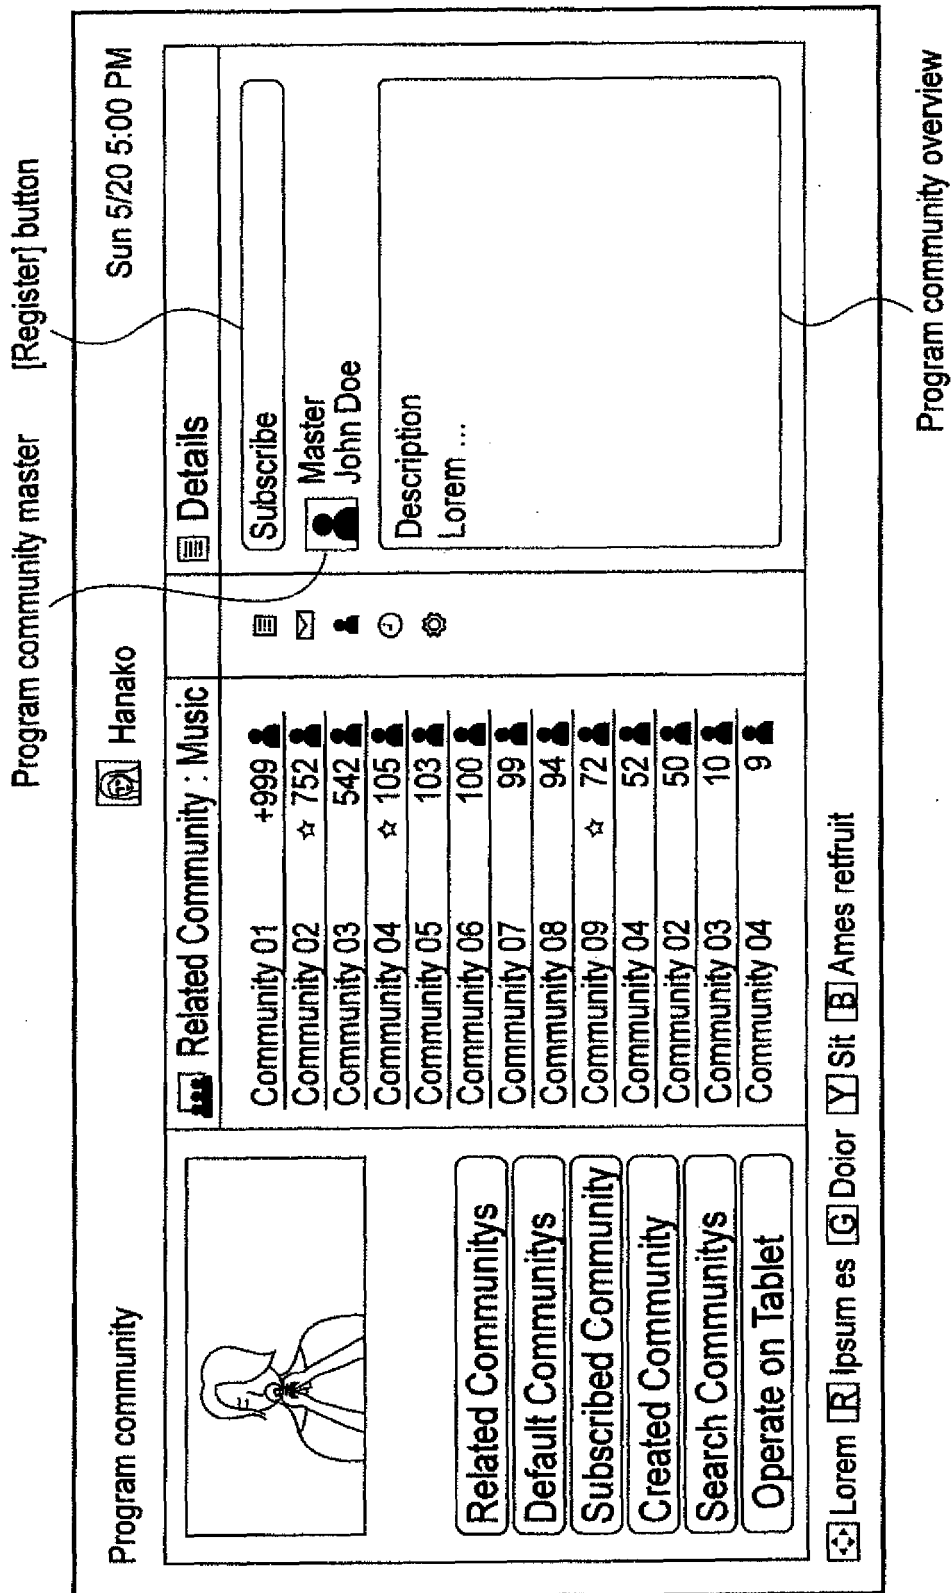 Program community master
[Register] button
Program community
Hanako
Sun 5/20 5:00 PM
Related Communitys
Default Communitys
Subscribed Community
Created Community
Search Communitys
Operate on Tablet
Related Community : Music
Community 01 +999
Community 02 ☆ 752
Community 03 542
Community 04 ☆ 105
Community 05 103
Community 06 100
Community 07 99
Community 08 94
Community 09 ☆ 72
Community 04 52
Community 02 50
Community 03 10
Community 04 9
Details
Subscribe
Master
John Doe
Description
Lorem ...
Lorem R Ipsum es G Doior Y Sit B Ames retfruit
Program community overview